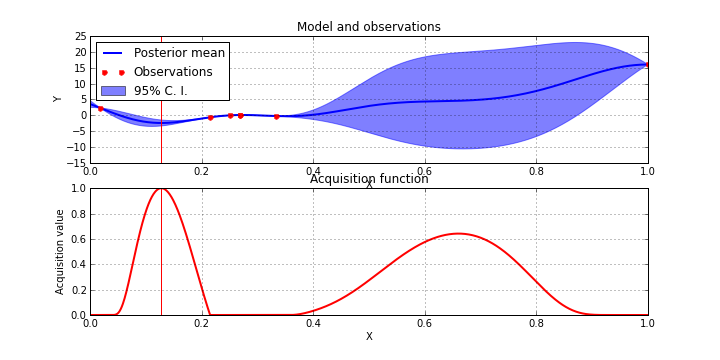 Model and observations
25
20
15
10
5
0
−5
−10
−15
Y
Posterior mean
Observations
95% C. I.
0.0 0.2 0.4 0.6 0.8 1.0
X
Acquisition function
1.0
0.8
0.6
0.4
0.2
0.0
Acquisition value
0.0 0.2 0.4 0.6 0.8 1.0
X